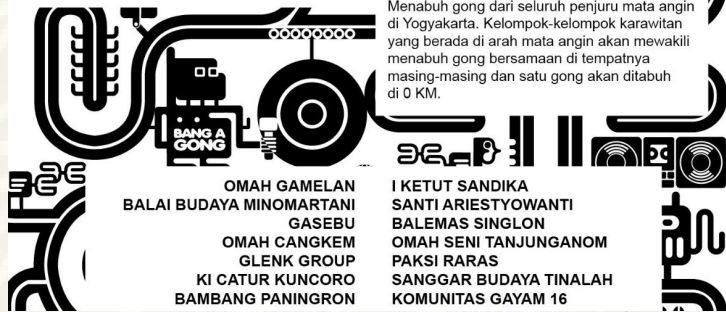 Menabuh gong dari seluruh penjuru mata angin
di Yogyakarta. Kelompok-kelompok karawitan
yang berada di arah mata angin akan mewakili
menabuh gong bersamaan di tempatnya
masing-masing dan satu gong akan ditabuh
di 0 KM.
BANG A
GONG
OMAH GAMELAN
BALAI BUDAYA MINOMARTANI
GASEBU
OMAH CANGKEM
GLENK GROUP
KI CATUR KUNCORO
BAMBANG PANINGRON
I KETUT SANDIKA
SANTI ARIESTYOWANTI
BALEMAS SINGLON
OMAH SENI TANJUNGANOM
PAKSI RARAS
SANGGAR BUDAYA TINALAH
KOMUNITAS GAYAM 16